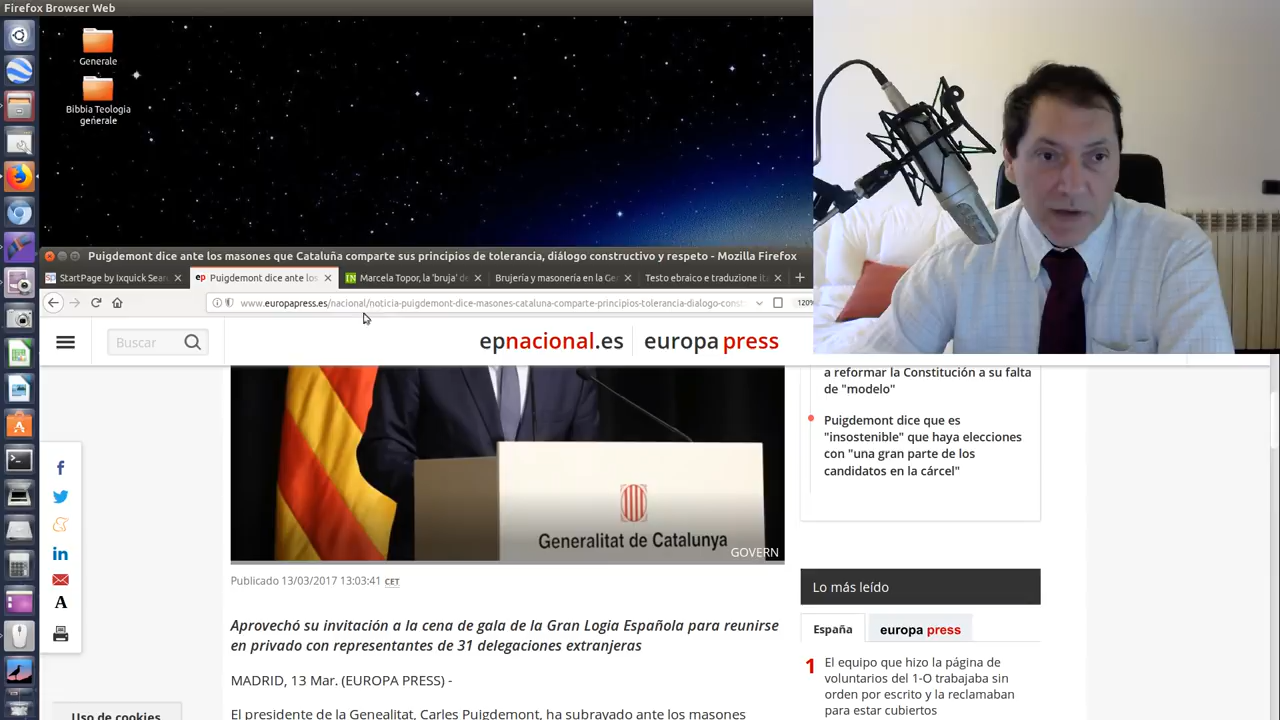 Firefox Browser Web
Generale
Bibbia Teologia
generale
Puigdemont dice ante los masones que Cataluña comparte sus principios de tolerancia, diálogo constructivo y respeto - Mozilla Firefox
StartPage by Ixquick Sear
Puigdemont dice ante los
Marcela Topor, la 'bruja' de
Brujería y masonería en la Ge
Testo ebraico e traduzione it
www.europapress.es/nacional/noticia-puigdemont-dice-masones-cataluna-comparte-principios-tolerancia-dialogo-const
120%
Buscar
epnacional.es
europa press
a reformar la Constitución a su falta
de "modelo"
Puigdemont dice que es
"insostenible" que haya elecciones
con "una gran parte de los
candidatos en la cárcel"
Generalitat de Catalunya
GOVERN
Publicado 13/03/2017 13:03:41 CET
Lo más leído
España
europa press
Aprovechó su invitación a la cena de gala de la Gran Logia Española para reunirse
en privado con representantes de 31 delegaciones extranjeras
1 El equipo que hizo la página de
voluntarios del 1-O trabajaba sin
orden por escrito y la reclamaban
para estar cubiertos
MADRID, 13 Mar. (EUROPA PRESS) -
El presidente de la Genealitat, Carles Puigdemont, ha subrayado ante los masones
Uso de cookies